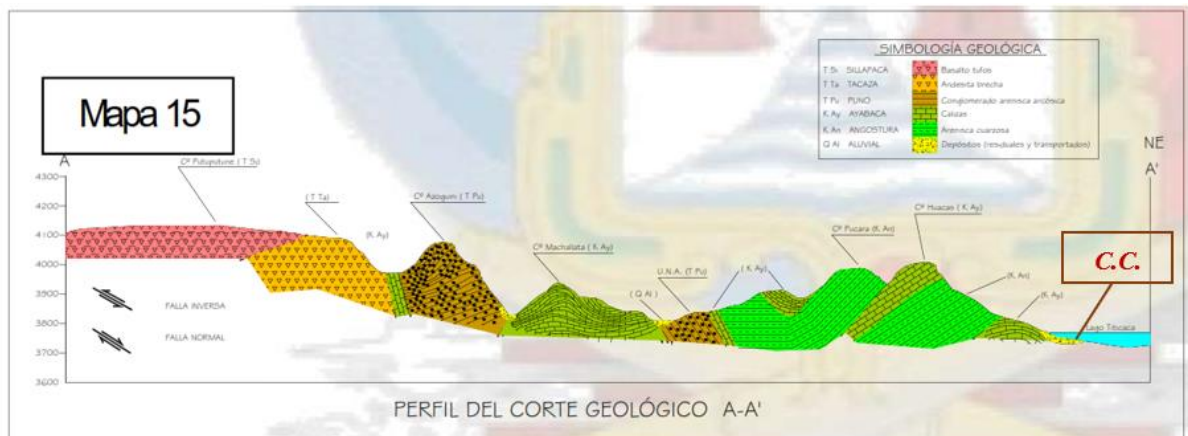 Mapa 15
SIMBOLOGÍA GEOLÓGICA
T Si SILLAPACA Basalto tufos
T Ta TACAZA Andesita brecha
T Pu PUNO Conglomerado arenisca arcósica
K Ay AYABACA Calizas
K An ANGOSTURA Arenisca cuarzosa
Q Al ALUVIAL Depósitos (residuales y transportados)
NE
A'
A
Cº Putuputune ( T Si)
( T Ta)
(K Ay)
Cº Azoguin ( T Pu)
Cº Machallata ( K Ay)
( Q Al )
U.N.A. (T Pu)
( K Ay)
Cº Pucara (K An)
Cº Huacas ( K Ay)
(K An)
(K Ay)
C.C.
Lago Titicaca
4300
4200
4100
4000
3900
3800
3700
3600
FALLA INVERSA
FALLA NORMAL
PERFIL DEL CORTE GEOLÓGICO A-A'